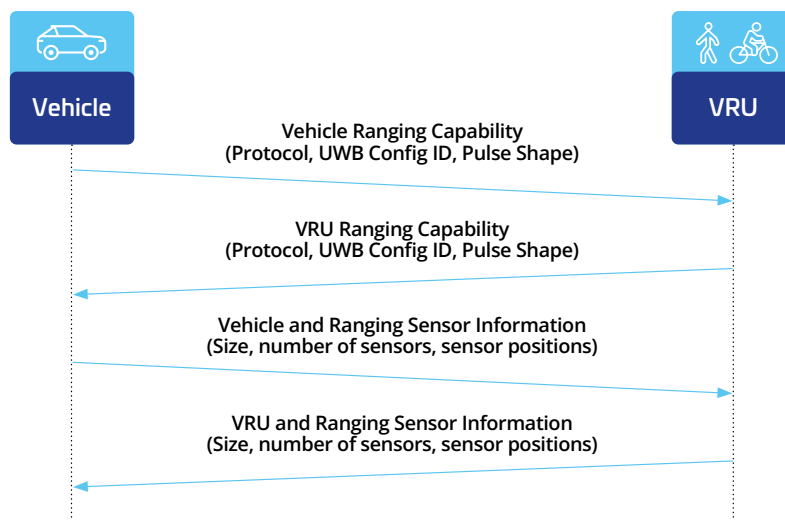 Vehicle
VRU
Vehicle Ranging Capability
(Protocol, UWB Config ID, Pulse Shape)
VRU Ranging Capability
(Protocol, UWB Config ID, Pulse Shape)
Vehicle and Ranging Sensor Information
(Size, number of sensors, sensor positions)
VRU and Ranging Sensor Information
(Size, number of sensors, sensor positions)